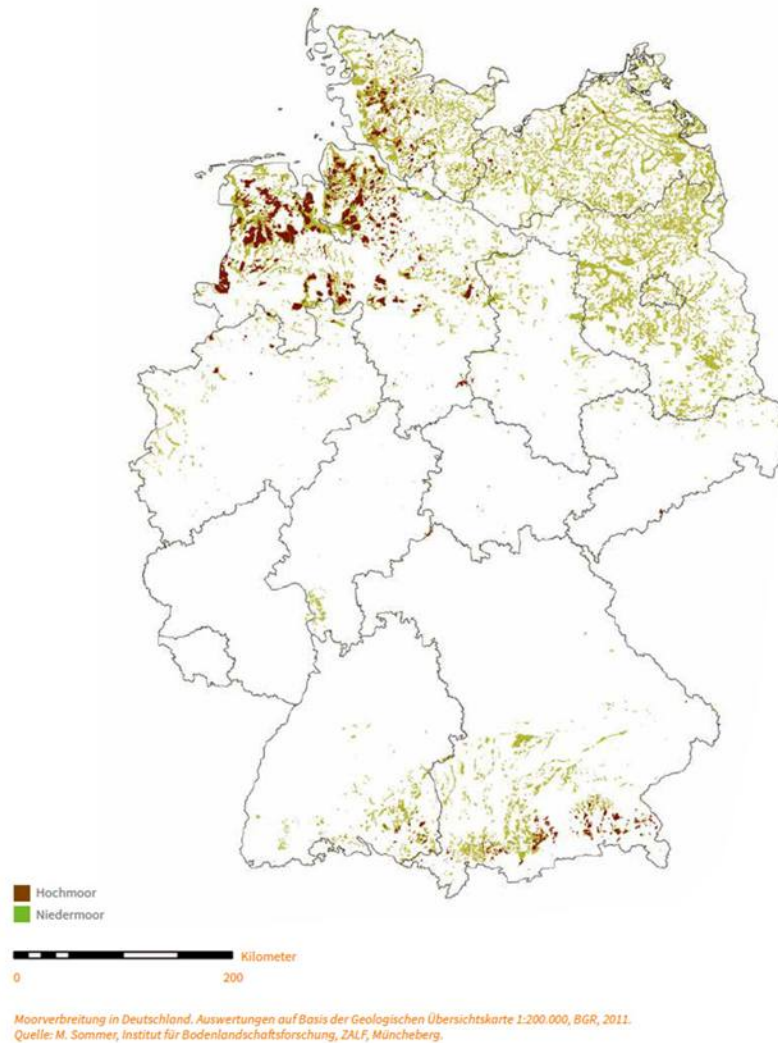 Hochmoor
Niedermoor
Kilometer
0 200
Moorverbreitung in Deutschland. Auswertungen auf Basis der Geologischen Übersichtskarte 1:200.000, BGR, 2011.
Quelle: M. Sommer, Institut für Bodenlandschaftsforschung, ZALF, Müncheberg.